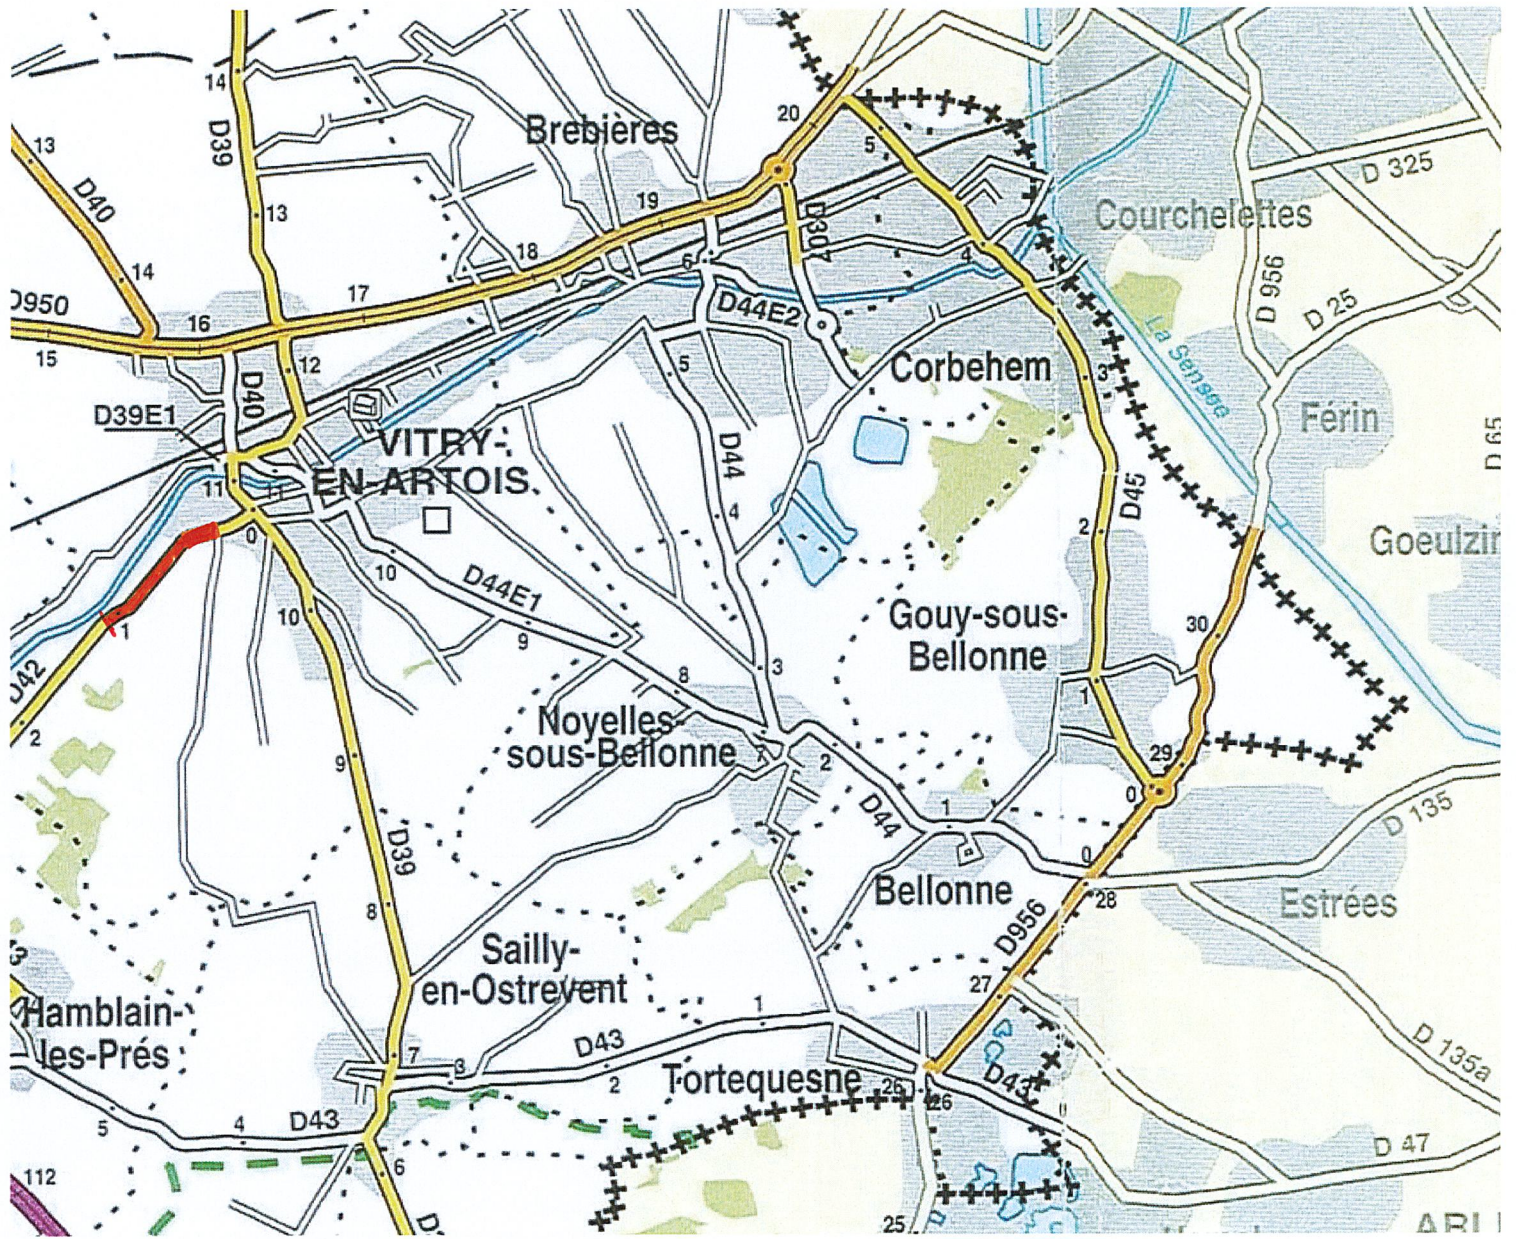 14
20
Brebières
5
13
D39
D40
D 325
13
19
D307
Courchelettes
18
4
6
14
D 956
D950
17
D44E2
D 25
16
15
La Sensee
12
5
Corbehem
3
D40
D39E1
Férin
VITRY-
EN-ARTOIS
D44
D 65
11
11
D45
4
2
0
Goeulzin
10
D44E1
10
Gouy-sous-
Bellonne
9
30
1
3
8
D42
1
2
Noyelles-
sous-Bellonne
7
2
29
9
0
1
D44
D 135
D39
0
Bellonne
28
Estrées
8
D956
Sailly-
en-Ostrevent
27
Hamblain-
les-Prés
1
7
D43
3
2
D 135a
Tortequesne
26
26
D43
5
4
D43
D 47
6
112
25